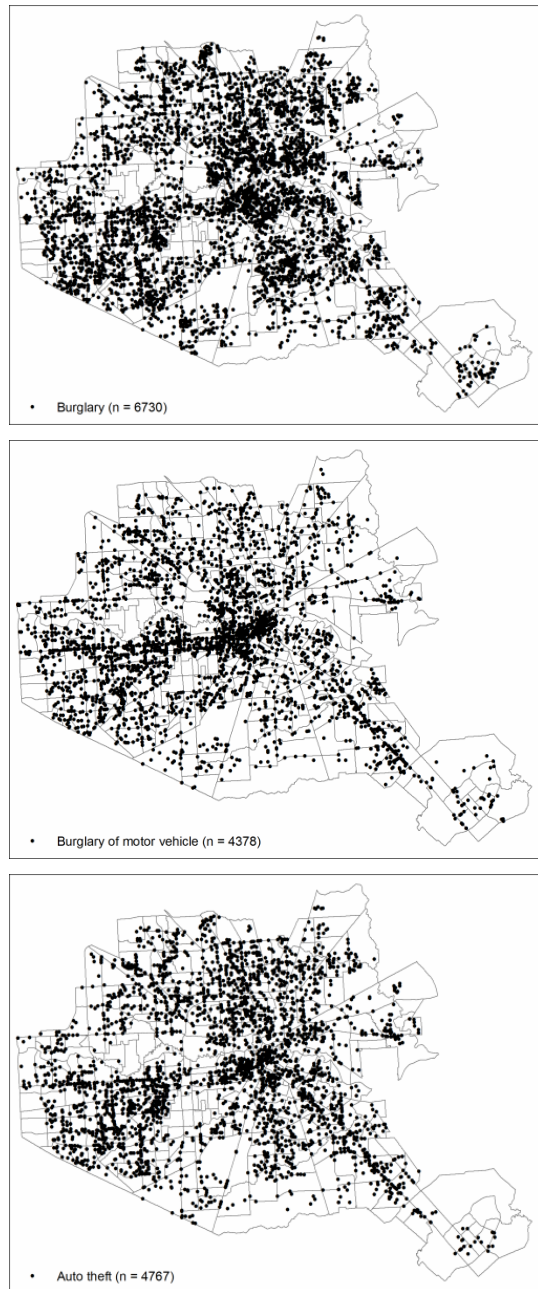 Burglary (n = 6730)
Burglary of motor vehicle (n = 4378)
Auto theft (n = 4767)